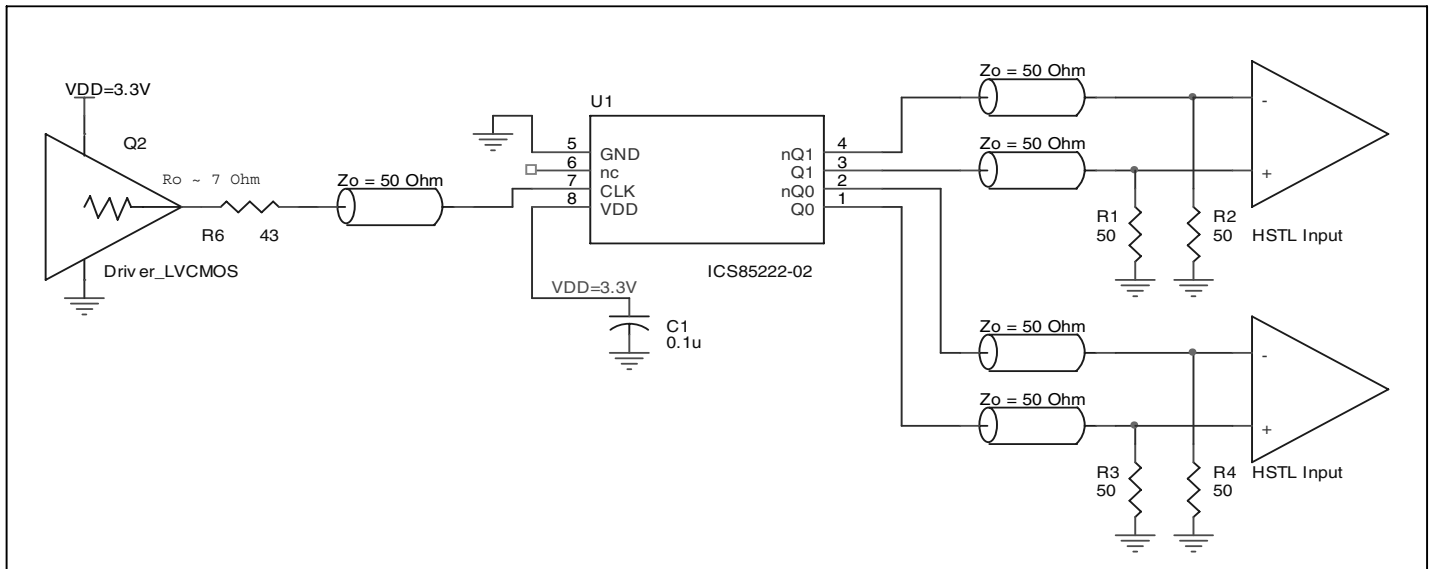 VDD=3.3V
Q2
Ro ~ 7 Ohm
R6
43
Driver_LVCMOS
Zo = 50 Ohm
U1
5
6
7
8
GND
nc
CLK
VDD
nQ1
Q1
nQ0
Q0
4
3
2
1
ICS85222-02
VDD=3.3V
C1
0.1u
Zo = 50 Ohm
Zo = 50 Ohm
-
+
R1
50
R2
50
HSTL Input
Zo = 50 Ohm
Zo = 50 Ohm
-
+
R3
50
R4
50
HSTL Input